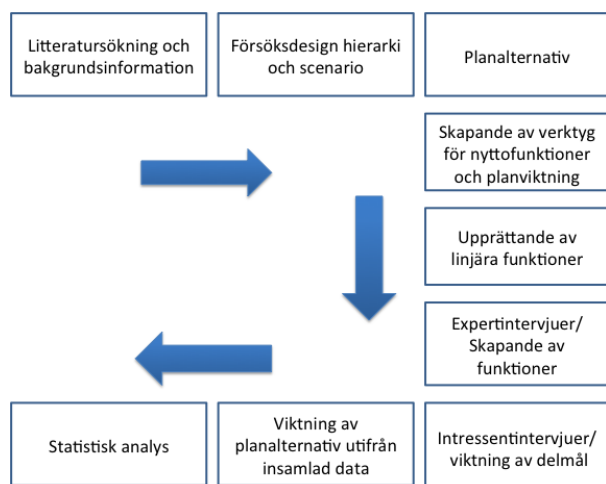 Litteratursökning och
bakgrundsinformation
Försöksdesign hierarki
och scenario
Planalternativ
Skapande av verktyg
för nyttofunktioner
och planviktning
Upprättande av
linjära funktioner
Expertintervjuer/
Skapande av
funktioner
Intressentintervjuer/
viktning av delmål
Viktning av
planalternativ utifrån
insamlad data
Statistisk analys